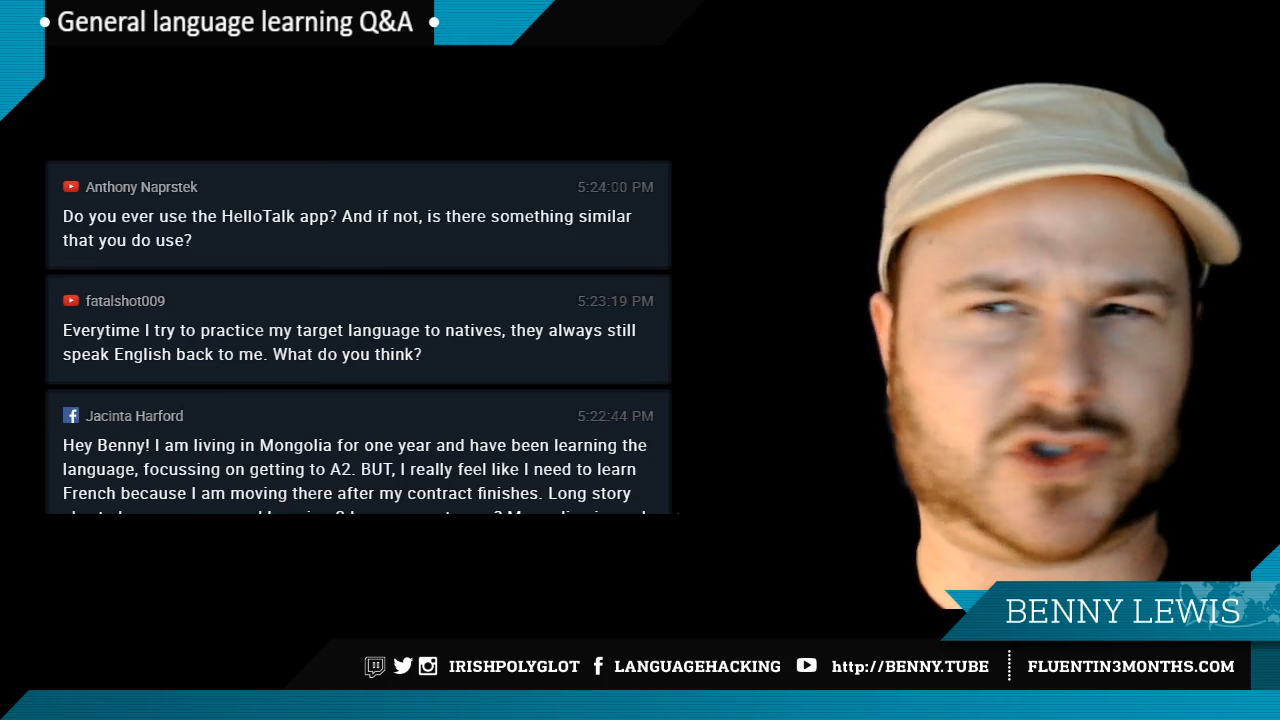 General language learning Q&A
Anthony Naprstek 5:24:00 PM
Do you ever use the HelloTalk app? And if not, is there something similar
that you do use?
fatalshot009 5:23:19 PM
Everytime I try to practice my target language to natives, they always still
speak English back to me. What do you think?
Jacinta Harford 5:22:44 PM
Hey Benny! I am living in Mongolia for one year and have been learning the
language, focussing on getting to A2. BUT, I really feel like I need to learn
French because I am moving there after my contract finishes. Long story
BENNY LEWIS
IRISHPOLYGLOT f LANGUAGEHACKING http://BENNY.TUBE FLUENTIN3MONTHS.COM